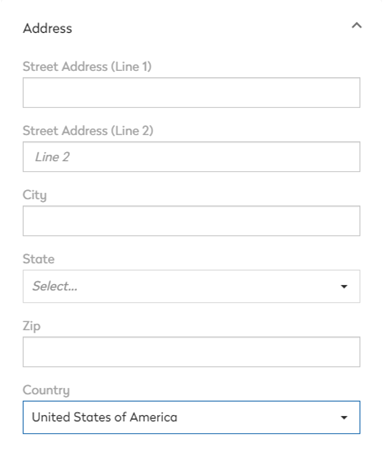 Address
Street Address (Line 1)
Street Address (Line 2)
Line 2
City
State
Select...
Zip
Country
United States of America